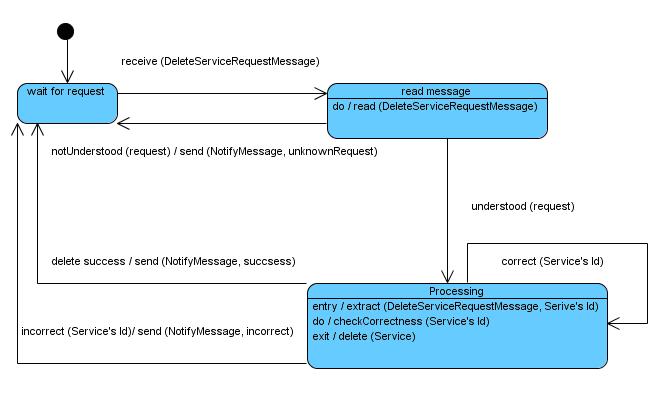 receive (DeleteServiceRequestMessage)
wait for request
read message
do / read (DeleteServiceRequestMessage)
notUnderstood (request) / send (NotifyMessage, unknownRequest)
understood (request)
delete success / send (NotifyMessage, succsess)
correct (Service's Id)
Processing
entry / extract (DeleteServiceRequestMessage, Serive's Id)
do / checkCorrectness (Service's Id)
exit / delete (Service)
incorrect (Service's Id)/ send (NotifyMessage, incorrect)